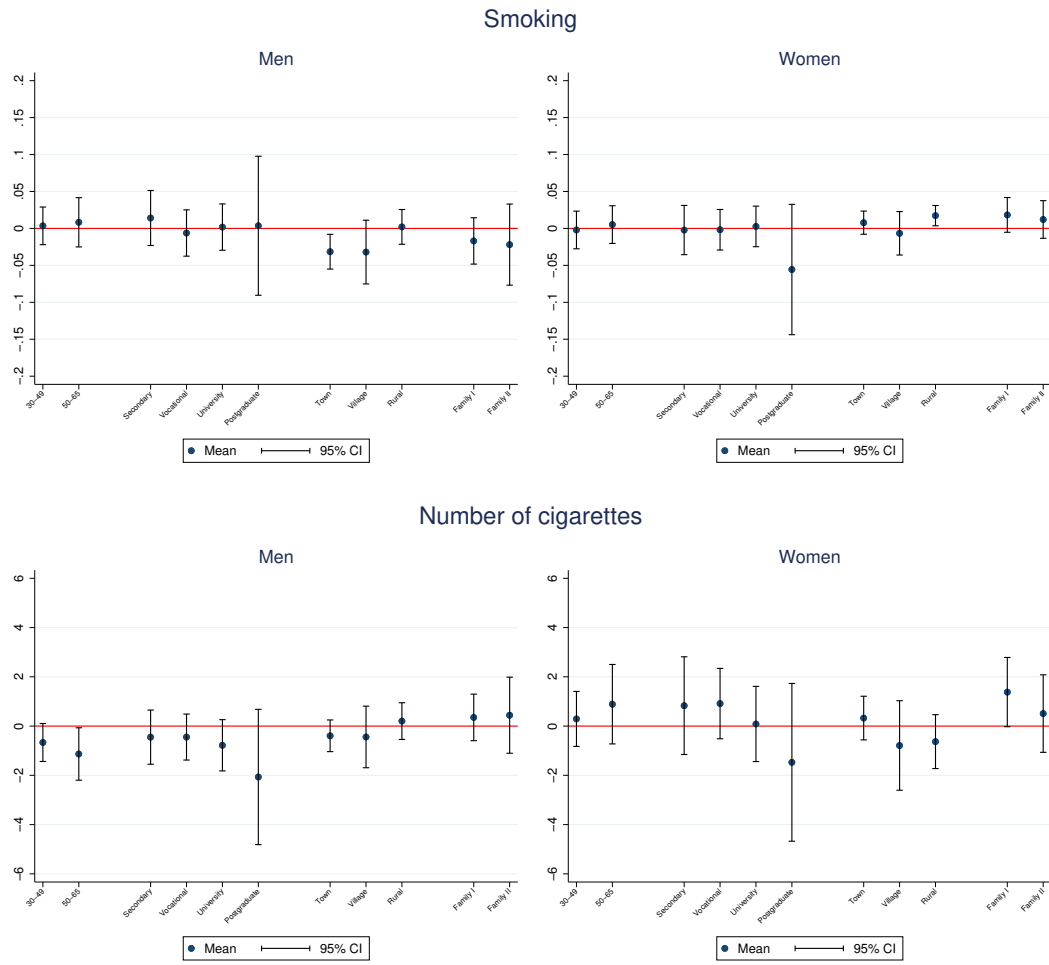 Smoking
Men
Women
.2
.15
.1
.05
0
−.05
−.1
−.15
−.2
30−49
50−65
Secondary
Vocational
University
Postgraduate
Town
Village
Rural
Family I
Family II
Mean
95% CI
.2
.15
.1
.05
0
−.05
−.1
−.15
−.2
30−49
50−65
Secondary
Vocational
University
Postgraduate
Town
Village
Rural
Family I
Family II
Mean
95% CI
Number of cigarettes
Men
Women
6
4
2
0
−2
−4
−6
30−49
50−65
Secondary
Vocational
University
Postgraduate
Town
Village
Rural
Family I
Family II
Mean
95% CI
6
4
2
0
−2
−4
−6
30−49
50−65
Secondary
Vocational
University
Postgraduate
Town
Village
Rural
Family I
Family II
Mean
95% CI